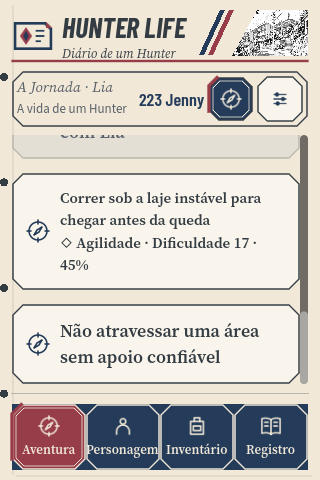 HUNTER LIFE
Diário de um Hunter
A Jornada · Lia
A vida de um Hunter
223 Jenny
com Lia
Correr sob a laje instável para
chegar antes da queda
◇ Agilidade · Dificuldade 17 ·
45%
Não atravessar uma área
sem apoio confiável
Aventura
Personagem
Inventário
Registro